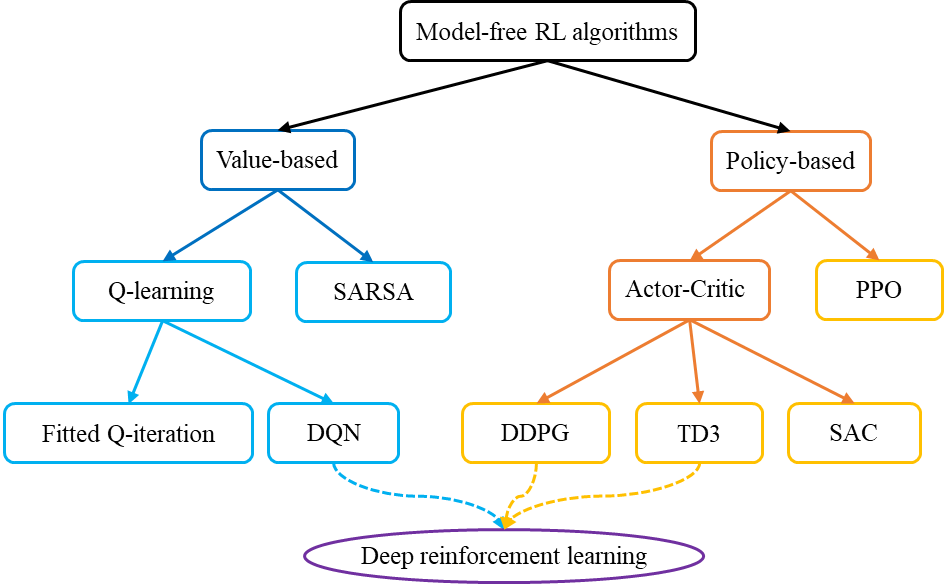 Model-free RL algorithms
Value-based
Policy-based
Q-learning
SARSA
Actor-Critic
PPO
Fitted Q-iteration
DQN
DDPG
TD3
SAC
Deep reinforcement learning